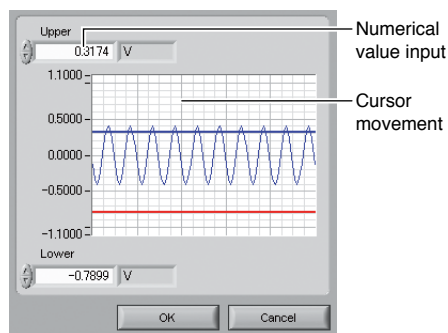 Upper
0.3174 V
1.1000
0.5000
0.0000
-0.5000
-1.1000
Lower
-0.7899 V
OK
Cancel
Numerical
value input
Cursor
movement